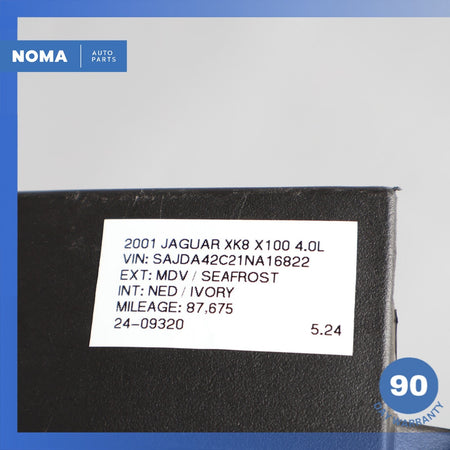 NOMA AUTO PARTS
2001 JAGUAR XK8 X100 4.0L
VIN: SAJDA42C21NA16822
EXT: MDV / SEAFROST
INT: NED / IVORY
MILEAGE: 87,675
24-09320 5.24
90
WARRANTY